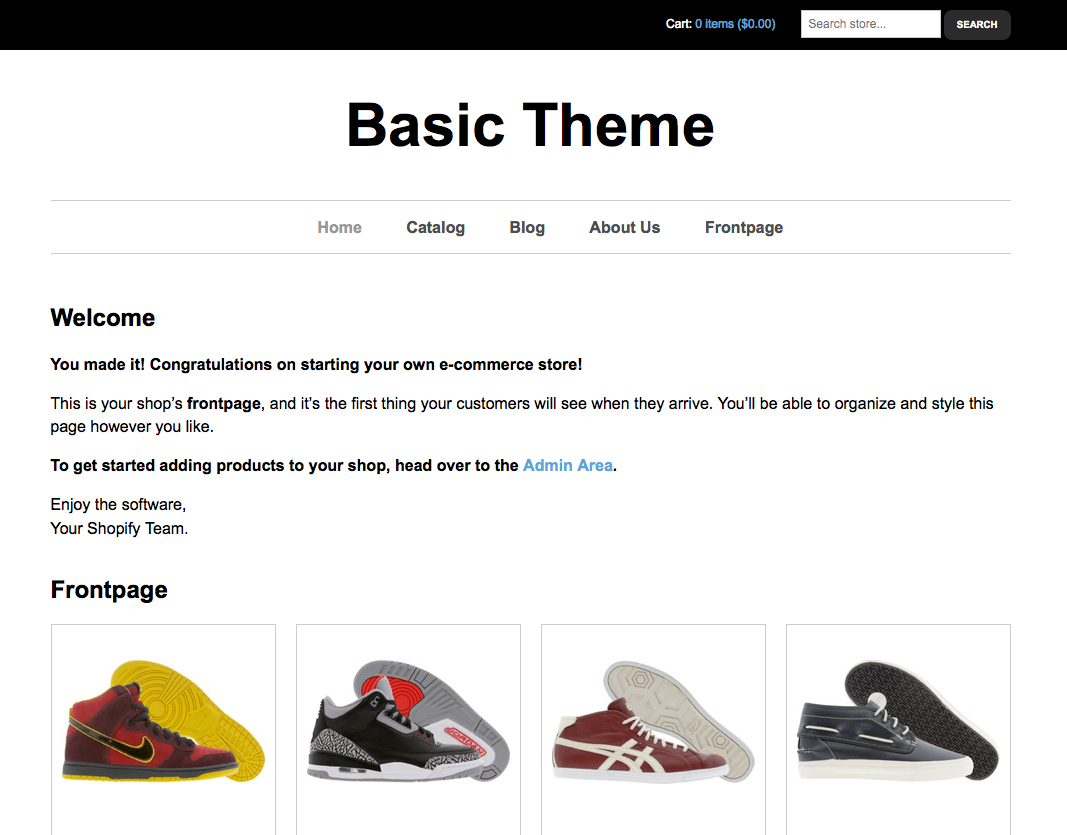 Cart: 0 items ($0.00)
Search store...
SEARCH
Basic Theme
Home Catalog Blog About Us Frontpage
Welcome
You made it! Congratulations on starting your own e-commerce store!
This is your shop’s frontpage, and it’s the first thing your customers will see when they arrive. You’ll be able to organize and style this
page however you like.
To get started adding products to your shop, head over to the Admin Area.
Enjoy the software,
Your Shopify Team.
Frontpage
JORDAN